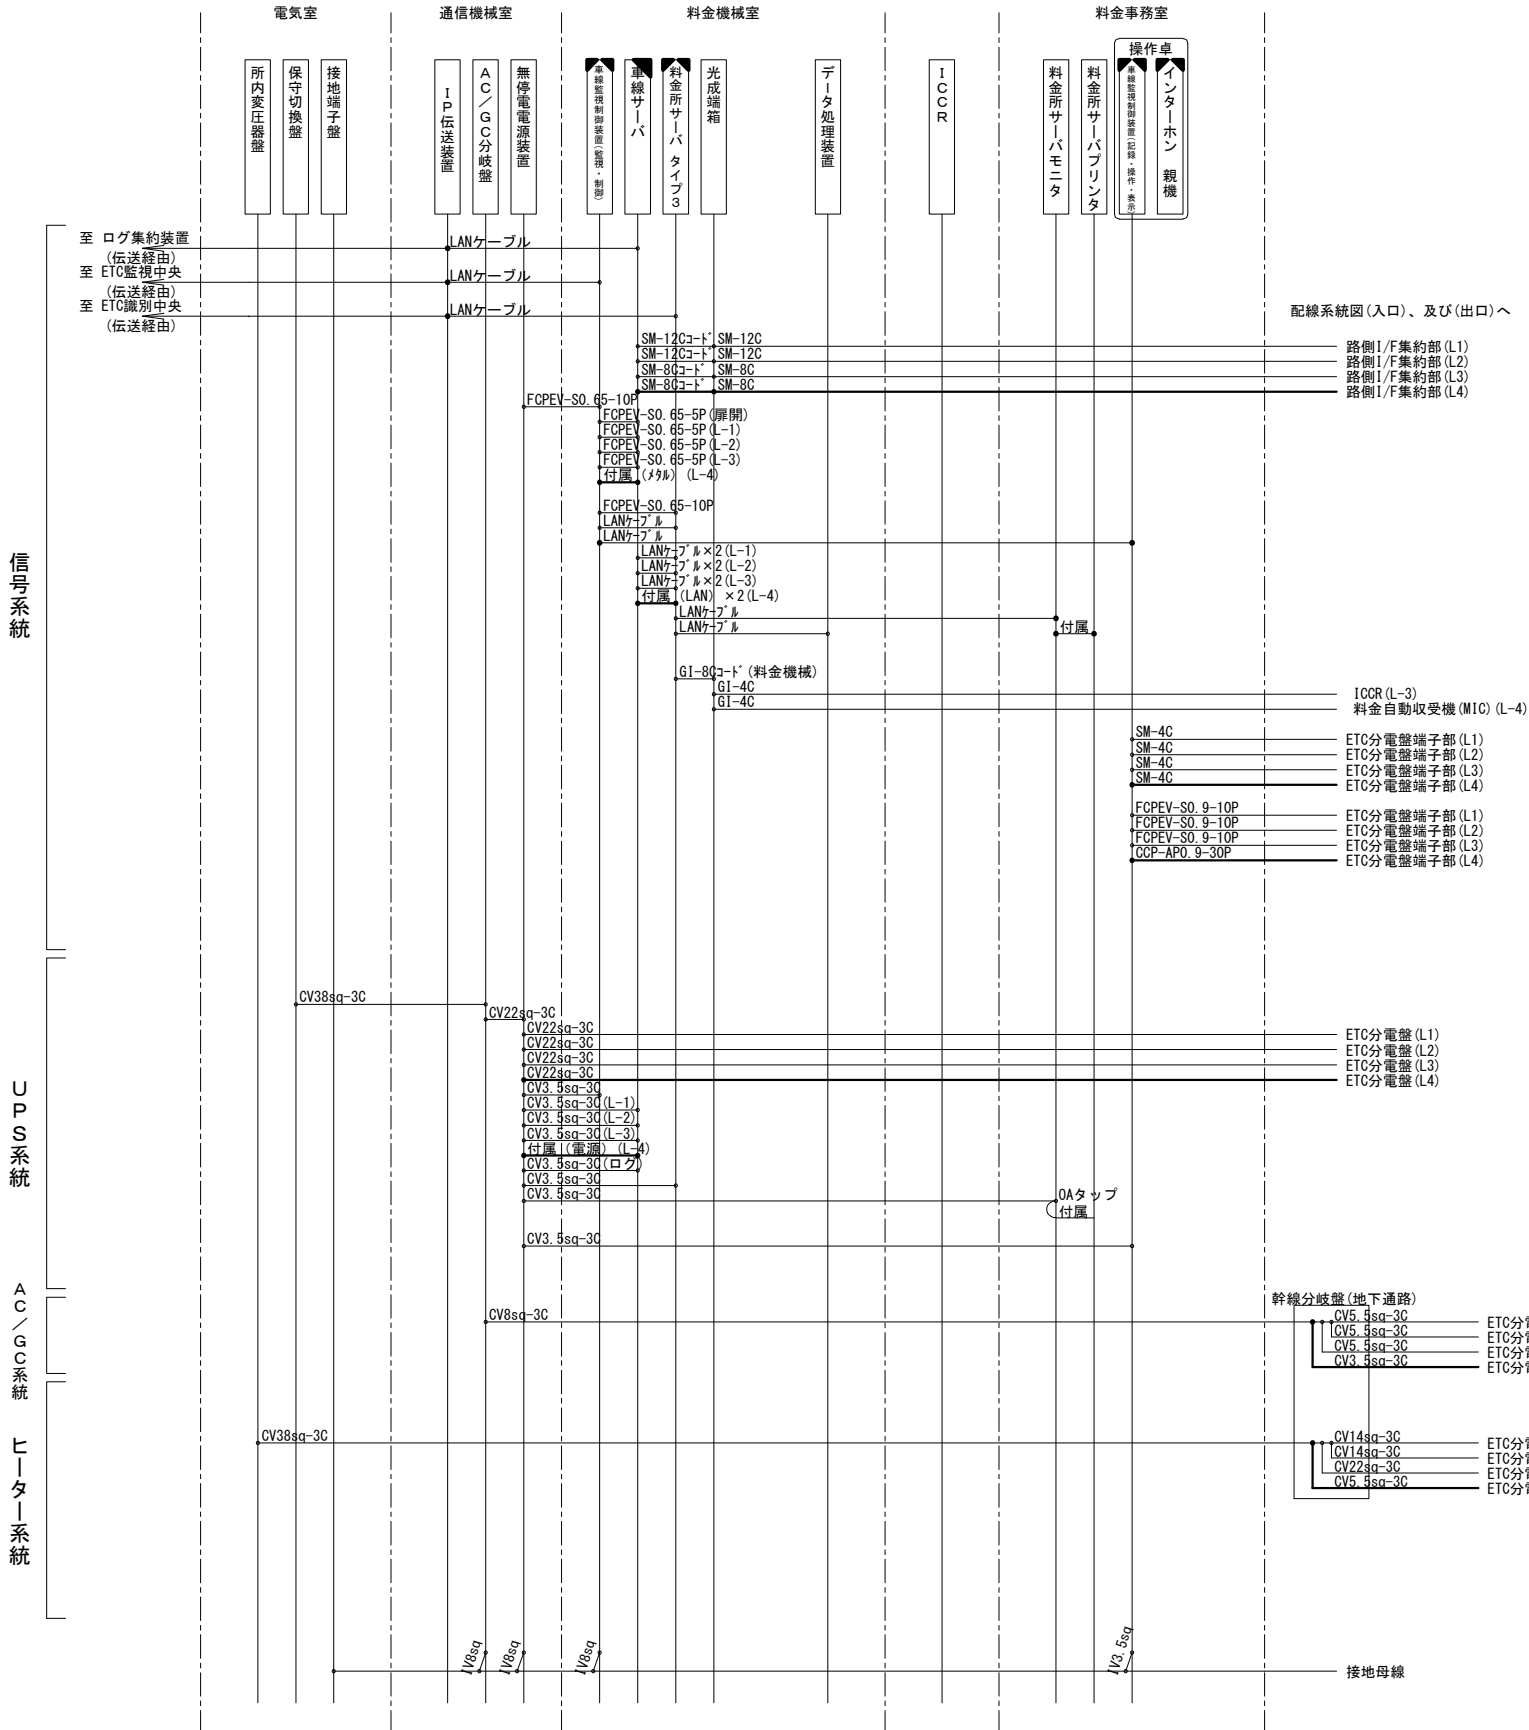 電気室
通信機械室
料金機械室
料金事務室
操作卓
所内変圧器盤
保守切換盤
接地端子盤
IP伝送装置
AC／GC分岐盤
無停電電源装置
車線監視制御装置(監視・制御)
車線サーバ
料金所サーバ タイプ3
光成端箱
データ処理装置
ICCR
料金所サーバモニタ
料金所サーバプリンタ
車線監視制御装置(記録・操作・表示)
インターホン 親機
信号系統
至 ログ集約装置
(伝送経由)
LANケーブル
至 ETC監視中央
(伝送経由)
LANケーブル
至 ETC識別中央
(伝送経由)
LANケーブル
配線系統図(入口)、及び(出口)へ
SM-12Cｺｰﾄﾞ SM-12C 路側I/F集約部(L1)
SM-12Cｺｰﾄﾞ SM-12C 路側I/F集約部(L2)
SM-8Cｺｰﾄﾞ SM-8C 路側I/F集約部(L3)
SM-8Cｺｰﾄﾞ SM-8C 路側I/F集約部(L4)
FCPEV-S0.65-10P
FCPEV-S0.65-5P(扉開)
FCPEV-S0.65-5P(L-1)
FCPEV-S0.65-5P(L-2)
FCPEV-S0.65-5P(L-3)
付属 (ﾒﾀﾙ) (L-4)
FCPEV-S0.65-10P
LANｹｰﾌﾞﾙ
LANｹｰﾌﾞﾙ
LANｹｰﾌﾞﾙ×2(L-1)
LANｹｰﾌﾞﾙ×2(L-2)
LANｹｰﾌﾞﾙ×2(L-3)
付属 (LAN) ×2(L-4)
LANｹｰﾌﾞﾙ
LANｹｰﾌﾞﾙ 付属
GI-8Cｺｰﾄﾞ(料金機械)
GI-4C ICCR(L-3)
GI-4C 料金自動収受機(MIC)(L-4)
SM-4C ETC分電盤端子部(L1)
SM-4C ETC分電盤端子部(L2)
SM-4C ETC分電盤端子部(L3)
SM-4C ETC分電盤端子部(L4)
FCPEV-S0.9-10P ETC分電盤端子部(L1)
FCPEV-S0.9-10P ETC分電盤端子部(L2)
FCPEV-S0.9-10P ETC分電盤端子部(L3)
CCP-AP0.9-30P ETC分電盤端子部(L4)
UPS系統
CV38sq-3C
CV22sq-3C
CV22sq-3C ETC分電盤(L1)
CV22sq-3C ETC分電盤(L2)
CV22sq-3C ETC分電盤(L3)
CV22sq-3C ETC分電盤(L4)
CV3.5sq-3C
CV3.5sq-3C(L-1)
CV3.5sq-3C(L-2)
CV3.5sq-3C(L-3)
付属 (電源) (L-4)
CV3.5sq-3C(ログ)
CV3.5sq-3C
CV3.5sq-3C OAタップ
付属
CV3.5sq-3C
AC／GC系統
幹線分岐盤(地下通路)
CV8sq-3C CV5.5sq-3C ETC分
CV5.5sq-3C ETC分
CV5.5sq-3C ETC分
CV3.5sq-3C ETC分
ヒーター系統
CV38sq-3C CV14sq-3C ETC分
CV14sq-3C ETC分
CV22sq-3C ETC分
CV5.5sq-3C ETC分
IV8sq IV8sq IV8sq IV3.5sq
接地母線